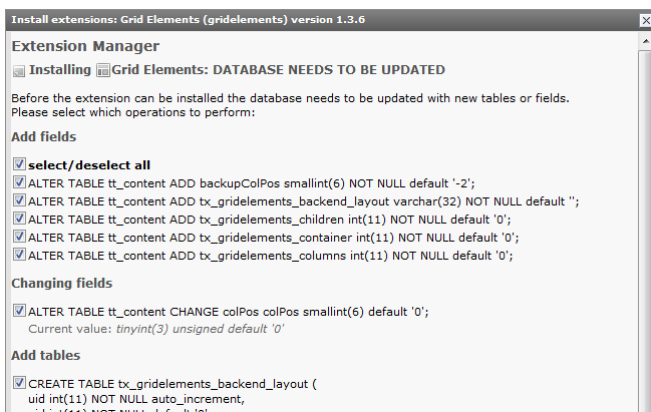 Install extensions: Grid Elements (gridelements) version 1.3.6
Extension Manager
Installing Grid Elements: DATABASE NEEDS TO BE UPDATED
Before the extension can be installed the database needs to be updated with new tables or fields.
Please select which operations to perform:
Add fields
select/deselect all
ALTER TABLE tt_content ADD backupColPos smallint(6) NOT NULL default '-2';
ALTER TABLE tt_content ADD tx_gridelements_backend_layout varchar(32) NOT NULL default '';
ALTER TABLE tt_content ADD tx_gridelements_children int(11) NOT NULL default '0';
ALTER TABLE tt_content ADD tx_gridelements_container int(11) NOT NULL default '0';
ALTER TABLE tt_content ADD tx_gridelements_columns int(11) NOT NULL default '0';
Changing fields
ALTER TABLE tt_content CHANGE colPos colPos smallint(6) default '0';
Current value: tinyint(3) unsigned default '0'
Add tables
CREATE TABLE tx_gridelements_backend_layout (
uid int(11) NOT NULL auto_increment,